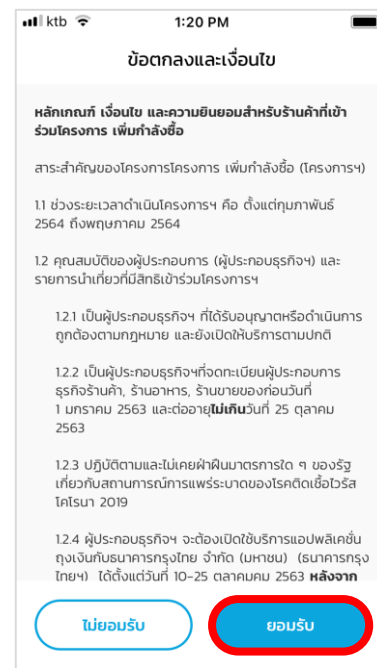 ktb 1:20 PM
ข้อตกลงและเงื่อนไข
หลักเกณฑ์ เงื่อนไข และความยินยอมสำหรับร้านค้าที่เข้า
ร่วมโครงการ เพิ่มกำลังซื้อ
สาระสำคัญของโครงการโครงการ เพิ่มกำลังซื้อ (โครงการฯ)
1.1 ช่วงระยะเวลาดำเนินโครงการฯ คือ ตั้งแต่กุมภาพันธ์
2564 ถึงพฤษภาคม 2564
1.2 คุณสมบัติของผู้ประกอบการ (ผู้ประกอบธุรกิจฯ) และ
รายการนำเที่ยวที่มีสิทธิเข้าร่วมโครงการฯ
1.2.1 เป็นผู้ประกอบธุรกิจฯ ที่ได้รับอนุญาตหรือดำเนินการ
ถูกต้องตามกฎหมาย และยังเปิดให้บริการตามปกติ
1.2.2 เป็นผู้ประกอบธุรกิจฯที่จดทะเบียนผู้ประกอบการ
ธุรกิจร้านค้า, ร้านอาหาร, ร้านขายของก่อนวันที่
1 มกราคม 2563 และต่ออายุไม่เกินวันที่ 25 ตุลาคม
2563
1.2.3 ปฏิบัติตามและไม่เคยฝ่าฝืนมาตรการใด ๆ ของรัฐ
เกี่ยวกับสถานการณ์การแพร่ระบาดของโรคติดเชื้อไวรัส
โคโรนา 2019
1.2.4 ผู้ประกอบธุรกิจฯ จะต้องเปิดใช้บริการแอปพลิเคชั่น
ถุงเงินกับธนาคารกรุงไทย จำกัด (มหาชน) (ธนาคารกรุง
ไทยฯ) ได้ตั้งแต่วันที่ 10-25 ตุลาคมคม 2563 หลังจาก
ไม่ยอมรับ ยอมรับ